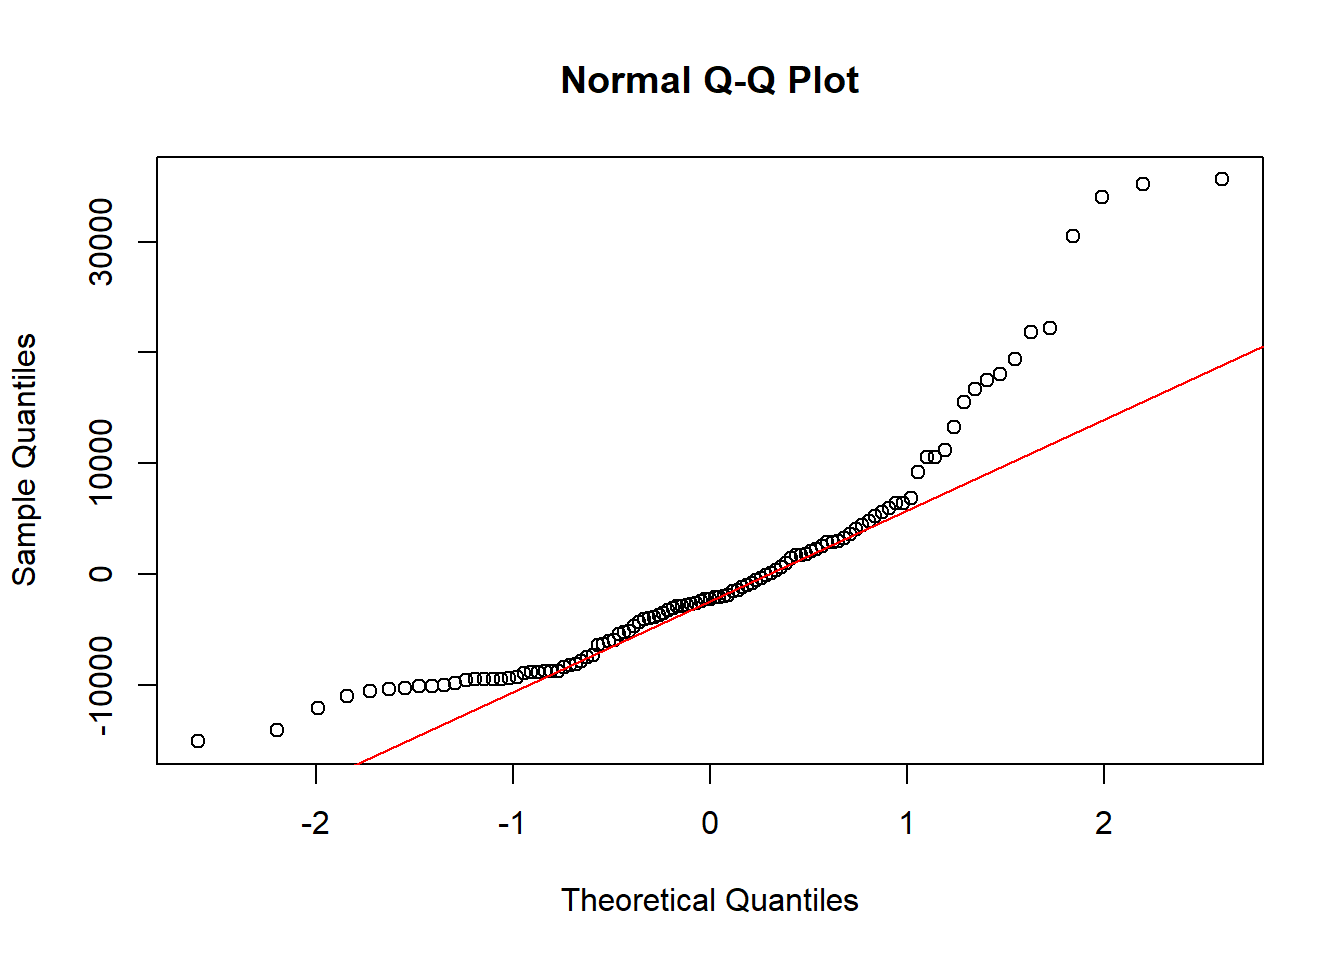 Normal Q-Q Plot
Sample Quantiles
30000
10000
0
-10000
-2 -1 0 1 2
Theoretical Quantiles